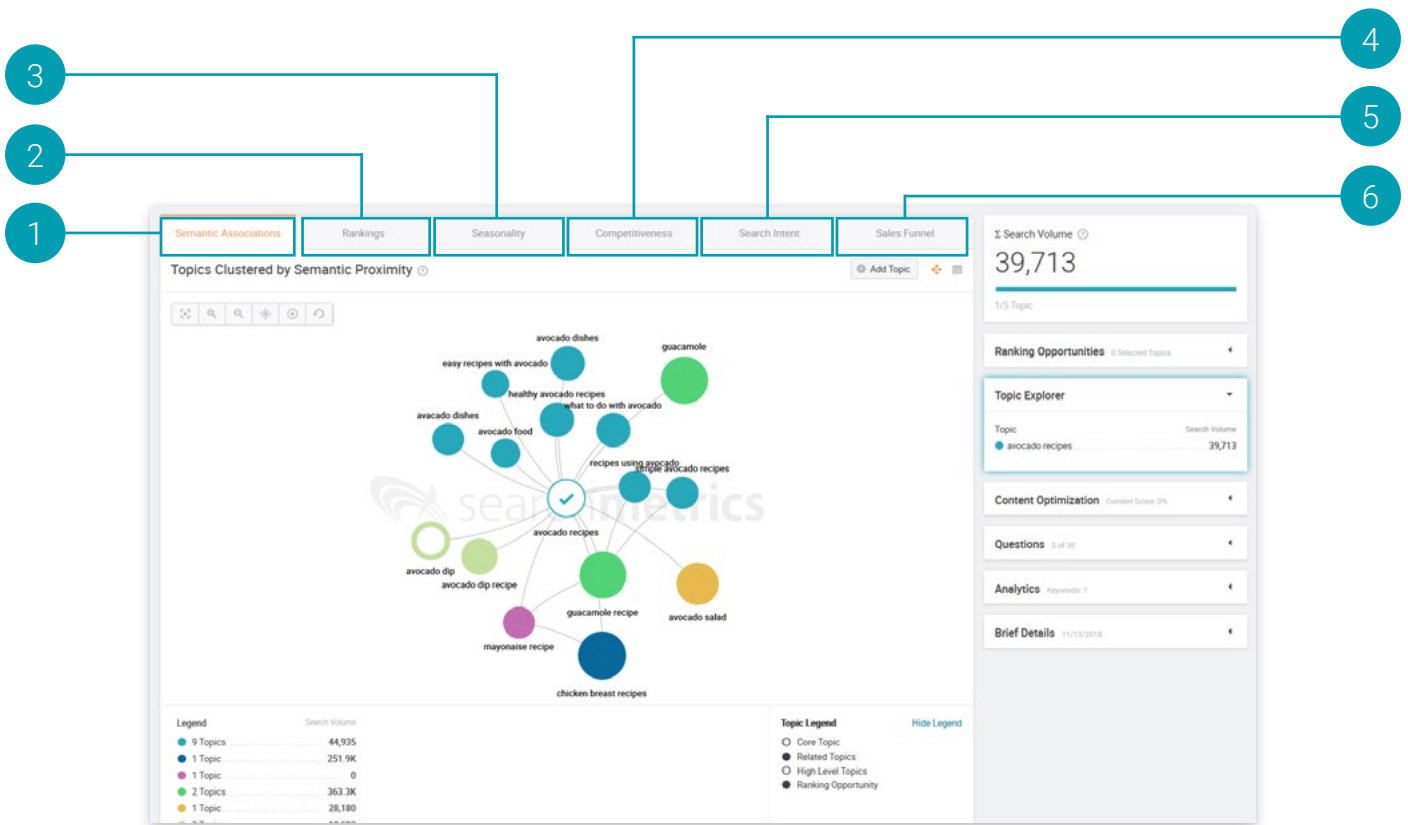 4
3
5
2
6
1
Semantic Associations
Rankings
Seasonality
Competitiveness
Search Intent
Sales Funnel
Topics Clustered by Semantic Proximity
Add Topic
avocado dishes
guacamole
easy recipes with avocado
healthy avocado recipes
what to do with avocado
avacado dishes
avocado food
recipes using avocado
simple avocado recipes
searchmetrics
avocado recipes
avocado dip
avocado dip recipe
guacamole recipe
avocado salad
mayonaise recipe
chicken breast recipes
Legend Search Volume
9 Topics 44,935
1 Topic 251.9K
1 Topic 0
2 Topics 363.3K
1 Topic 28,180
Topic Legend Hide Legend
Core Topic
Related Topics
High Level Topics
Ranking Opportunity
Σ Search Volume
39,713
1/5 Topic
Ranking Opportunities 0 Selected Topics
Topic Explorer
Topic Search Volume
avocado recipes 39,713
Content Optimization Content Score: 0%
Questions 5 of 30
Analytics Keywords: 1
Brief Details 11/13/2018